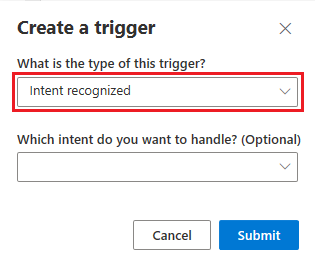 Create a trigger
What is the type of this trigger?
Intent recognized
Which intent do you want to handle? (Optional)
Cancel
Submit